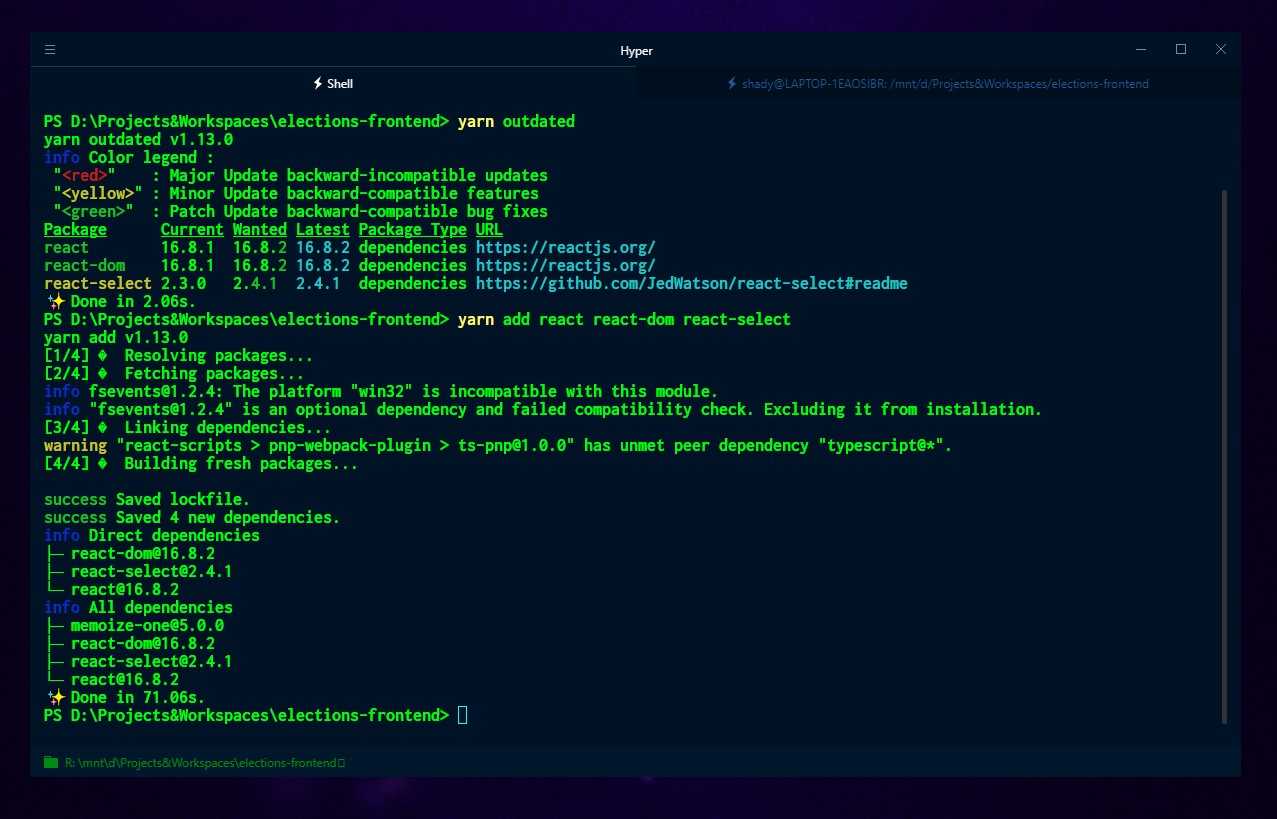 Hyper
Shell
shady@LAPTOP-1EAOSIBR: /mnt/d/Projects&Workspaces/elections-frontend
PS D:\Projects&Workspaces\elections-frontend> yarn outdated
yarn outdated v1.13.0
info Color legend :
"<red>" : Major Update backward-incompatible updates
"<yellow>" : Minor Update backward-compatible features
"<green>" : Patch Update backward-compatible bug fixes
Package Current Wanted Latest Package Type URL
react 16.8.1 16.8.2 16.8.2 dependencies https://reactjs.org/
react-dom 16.8.1 16.8.2 16.8.2 dependencies https://reactjs.org/
react-select 2.3.0 2.4.1 2.4.1 dependencies https://github.com/JedWatson/react-select#readme
✨ Done in 2.06s.
PS D:\Projects&Workspaces\elections-frontend> yarn add react react-dom react-select
yarn add v1.13.0
[1/4] � Resolving packages...
[2/4] � Fetching packages...
info fsevents@1.2.4: The platform "win32" is incompatible with this module.
info "fsevents@1.2.4" is an optional dependency and failed compatibility check. Excluding it from installation.
[3/4] � Linking dependencies...
warning "react-scripts > pnp-webpack-plugin > ts-pnp@1.0.0" has unmet peer dependency "typescript@*".
[4/4] � Building fresh packages...
success Saved lockfile.
success Saved 4 new dependencies.
info Direct dependencies
├─ react-dom@16.8.2
├─ react-select@2.4.1
└─ react@16.8.2
info All dependencies
├─ memoize-one@5.0.0
├─ react-dom@16.8.2
├─ react-select@2.4.1
└─ react@16.8.2
✨ Done in 71.06s.
PS D:\Projects&Workspaces\elections-frontend>
R: \mnt\d\Projects&Workspaces\elections-frontend▯